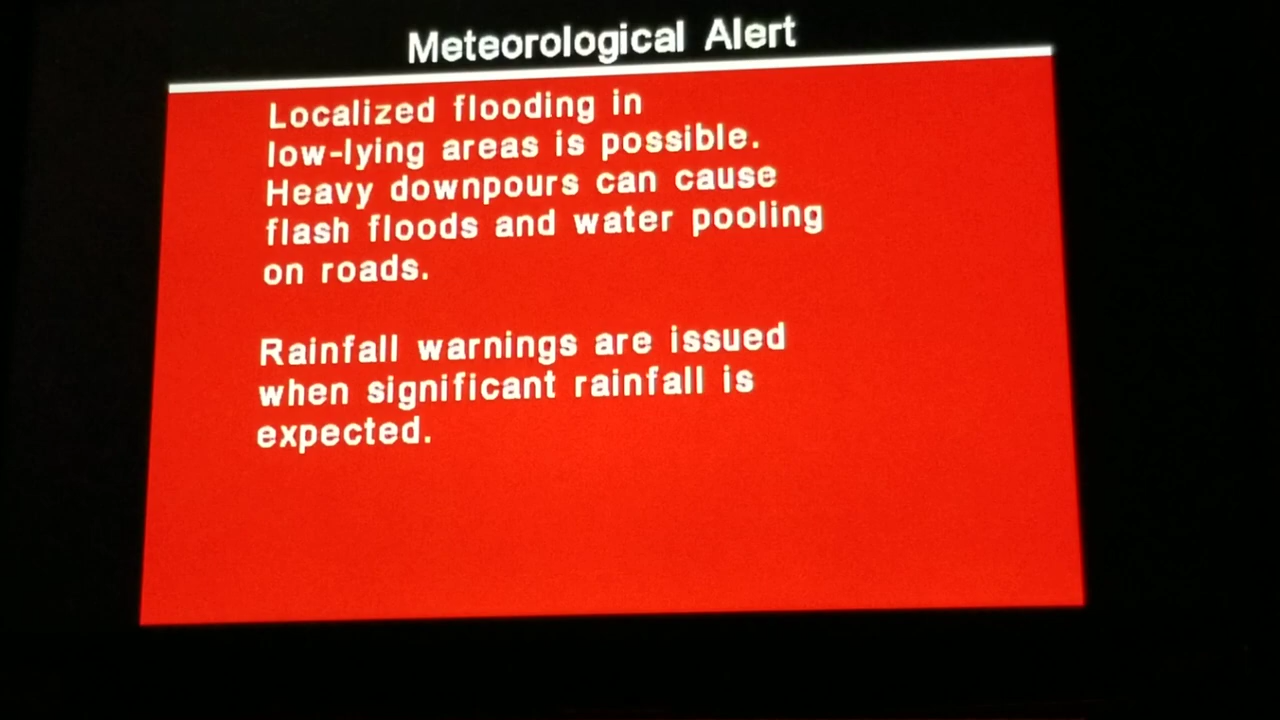 Meteorological Alert
Localized flooding in
low-lying areas is possible.
Heavy downpours can cause
flash floods and water pooling
on roads.
Rainfall warnings are issued
when significant rainfall is
expected.